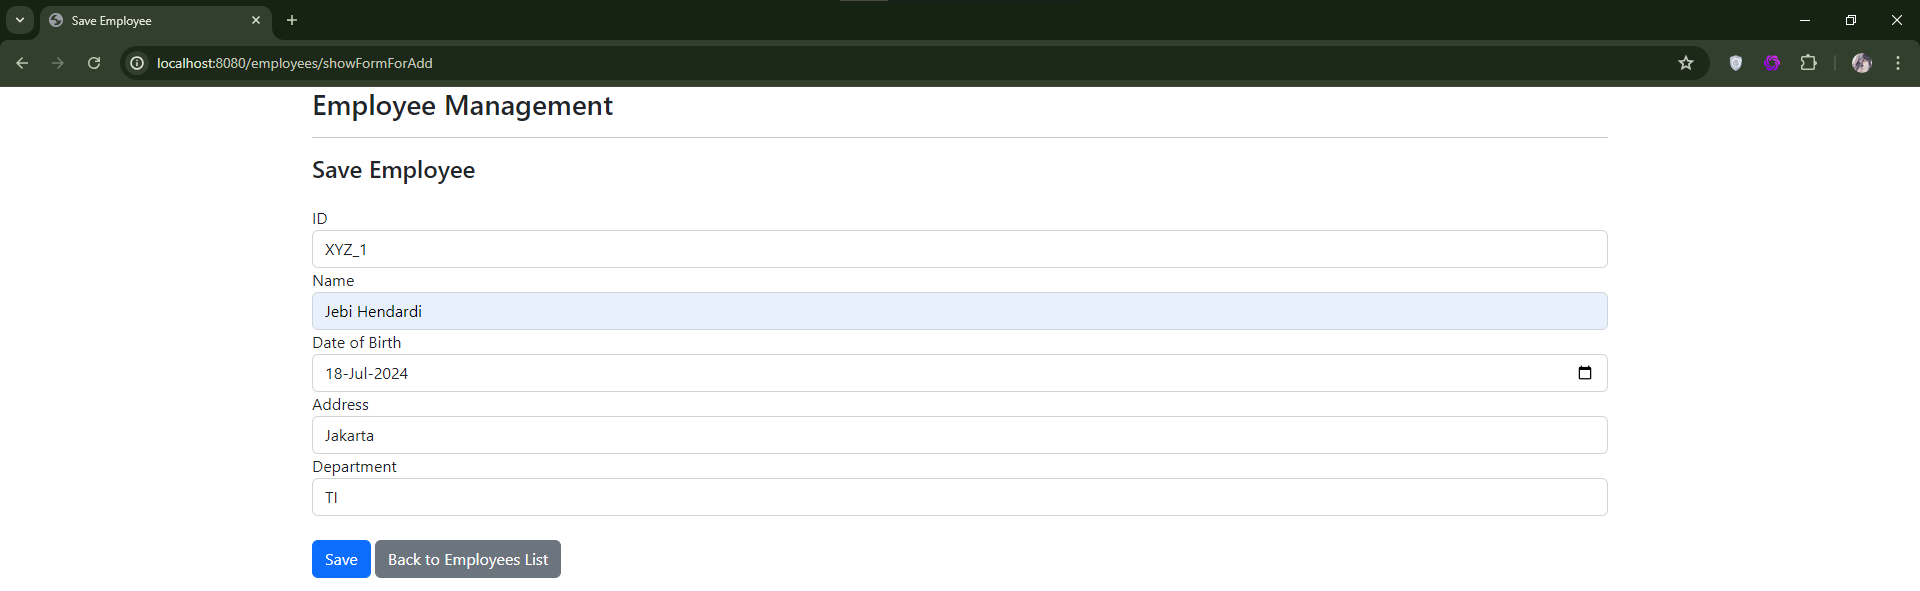 Save Employee
localhost:8080/employees/showFormForAdd
Employee Management
Save Employee
ID
XYZ_1
Name
Jebi Hendardi
Date of Birth
18-Jul-2024
Address
Jakarta
Department
TI
Save Back to Employees List